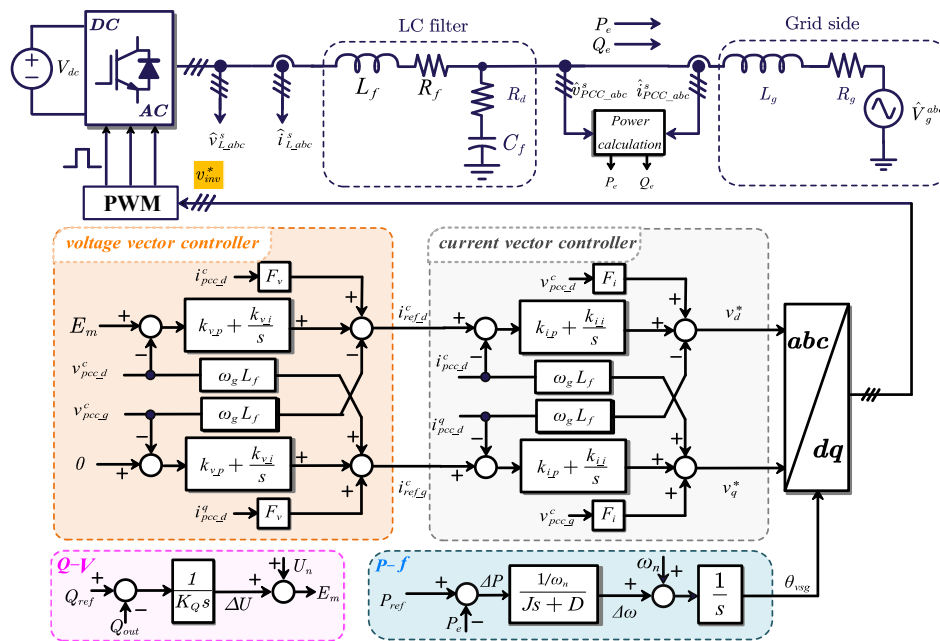 DC
AC
V_dc
LC filter
Grid side
P_e
Q_e
L_f
R_f
R_d
C_f
L_g
R_g
V̂_g^abc
v̂^s_L_abc
î^s_L_abc
v̂^s_PCC_abc
î^s_PCC_abc
Power
calculation
P_e
Q_e
v*_inv
PWM
voltage vector controller
i^c_pcc_d
F_v
E_m
k_v_p + k_v_i / s
v^c_pcc_d
ω_g L_f
v^c_pcc_q
ω_g L_f
0
k_v_p + k_v_i / s
i^q_pcc_d
F_v
i^c_ref_d
i^c_ref_q
current vector controller
v^c_pcc_d
F_i
k_i_p + k_i_i / s
i^c_pcc_d
ω_g L_f
i^q_pcc_d
ω_g L_f
k_i_p + k_i_i / s
v^c_pcc_q
F_i
v_d^*
v_q^*
abc
dq
θ_vsg
Q-V
Q_ref
Q_out
1 / K_Q s
ΔU
U_n
E_m
P-f
P_ref
P_e
ΔP
1/ω_n / Js + D
Δω
ω_n
1 / s